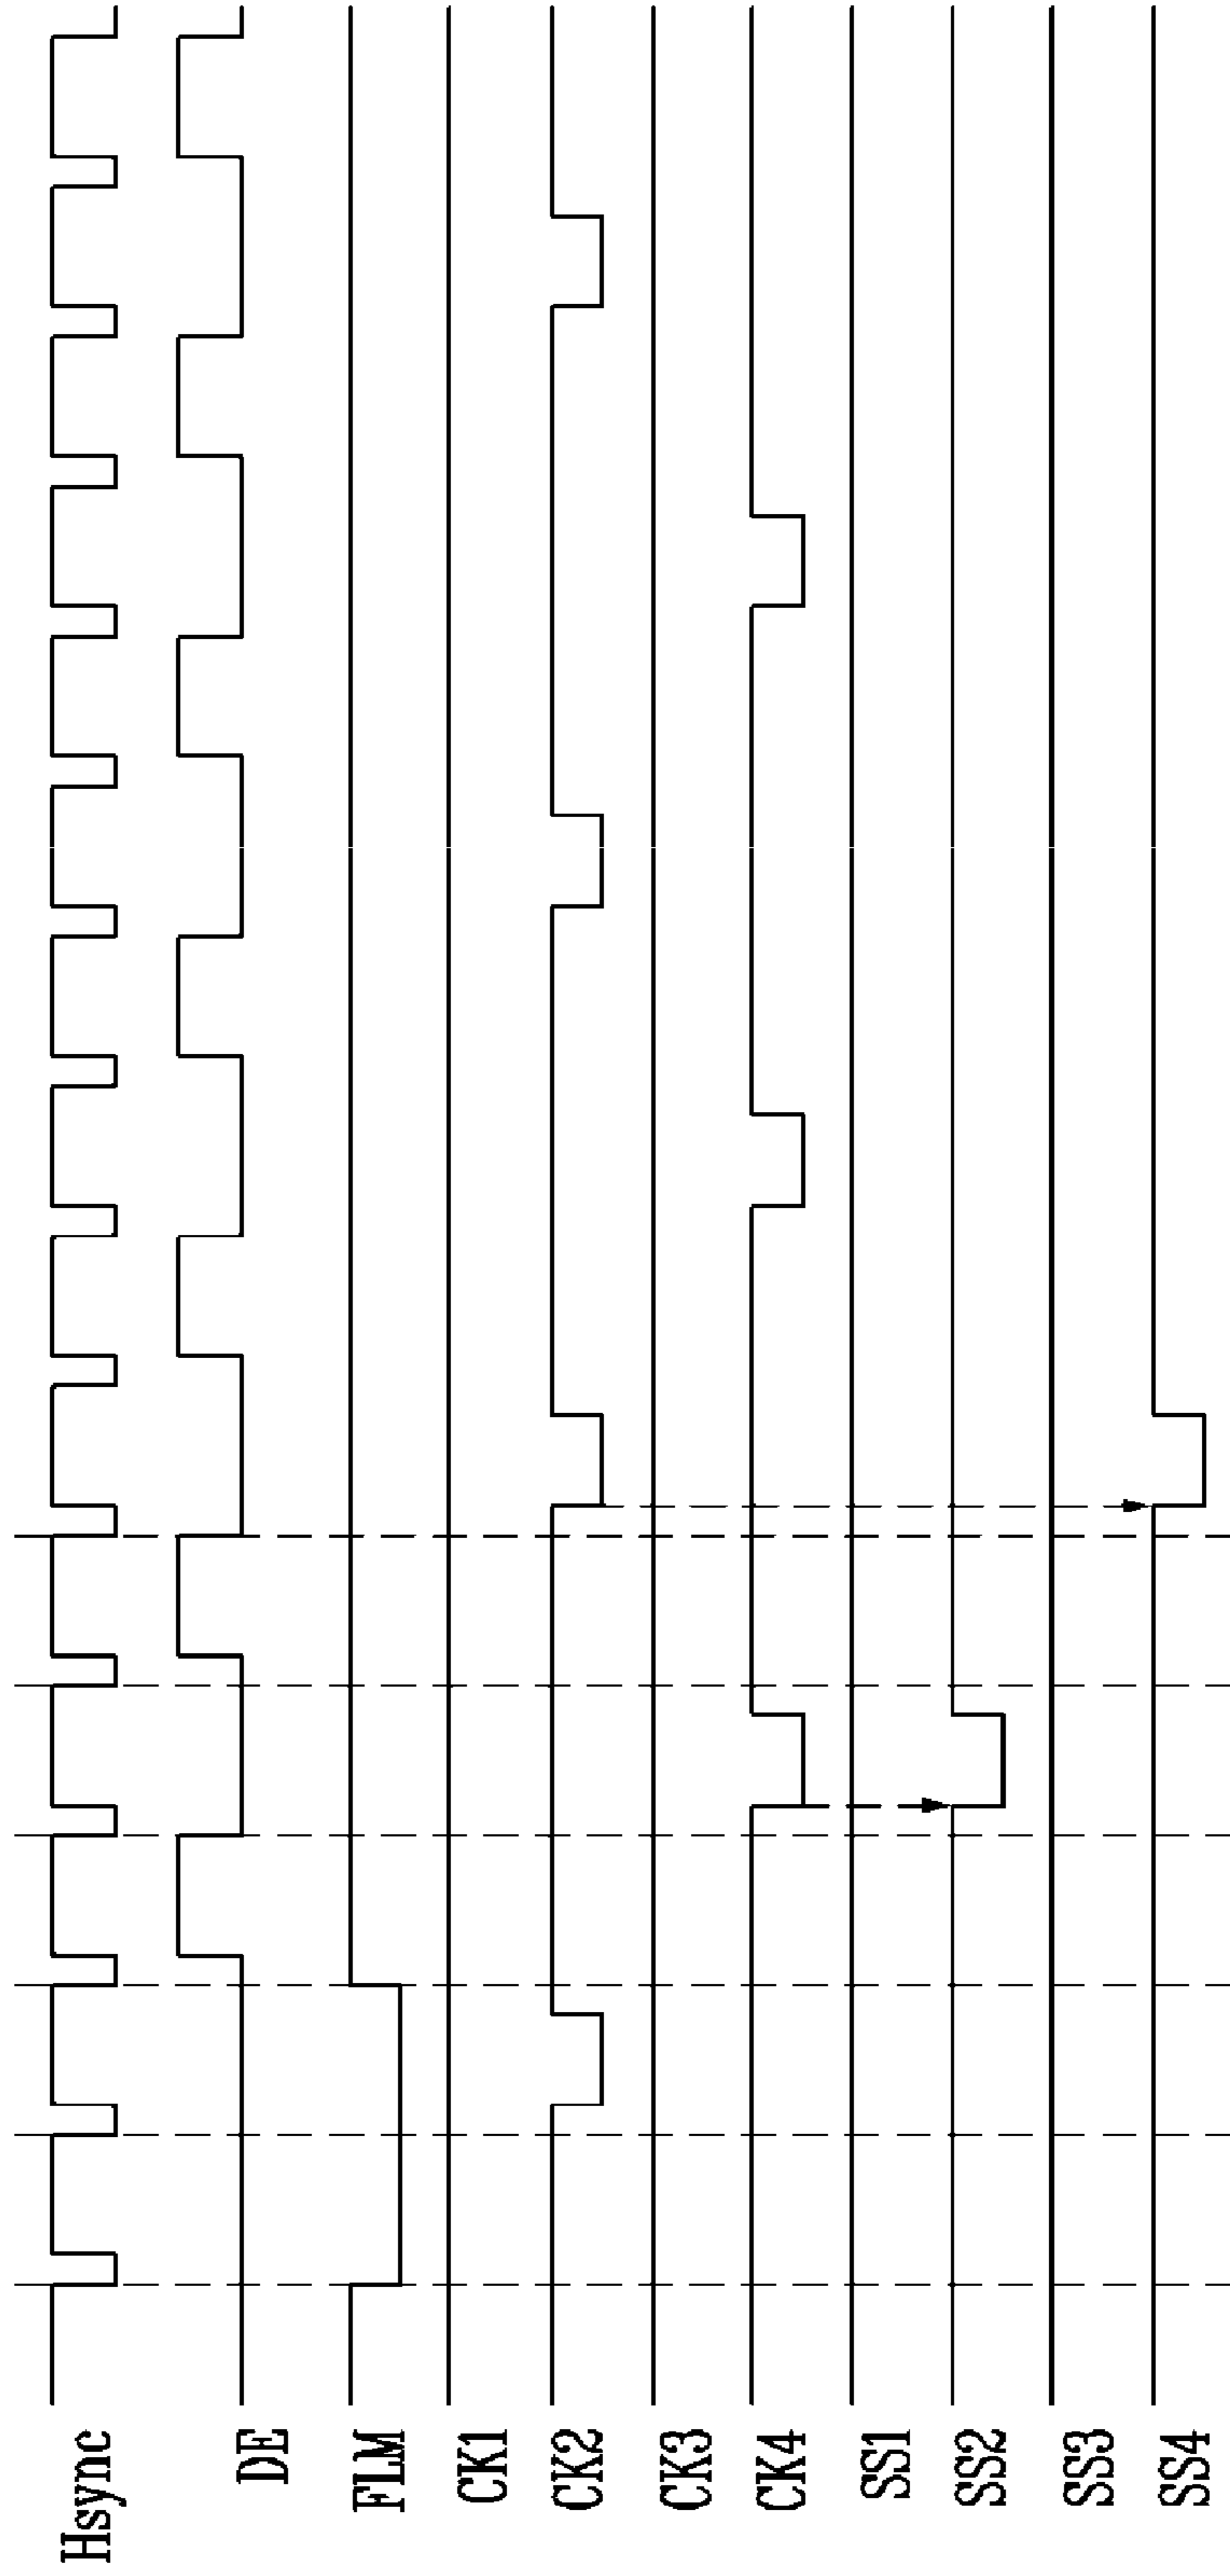 Hsync
DE
FLM
CK1
CK2
CK3
CK4
SS1
SS2
SS3
SS4